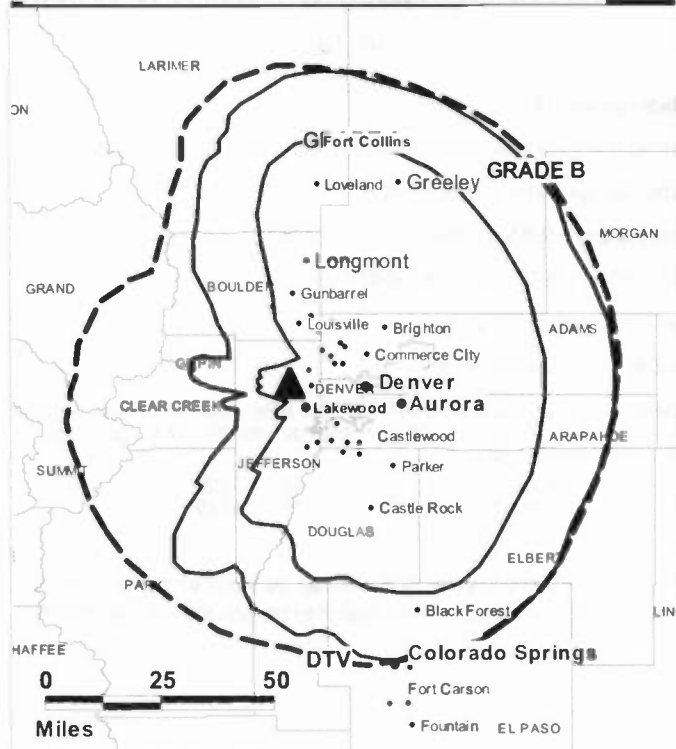 LARIMER
ON
GFort Collins
GRADE B
Loveland
Greeley
MORGAN
Longmont
GRAND
BOULDER
Gunbarrel
Louisville
Brighton
ADAMS
Commerce City
GILPIN
DENVER
Denver
CLEAR CREEK
Lakewood
Aurora
Castlewood
ARAPAHOE
JEFFERSON
SUMMIT
Parker
Castle Rock
DOUGLAS
ELBERT
PARK
Black Forest
LIN
HAFFEE
DTV
Colorado Springs
0 25 50
Fort Carson
Miles
Fountain
EL PASO